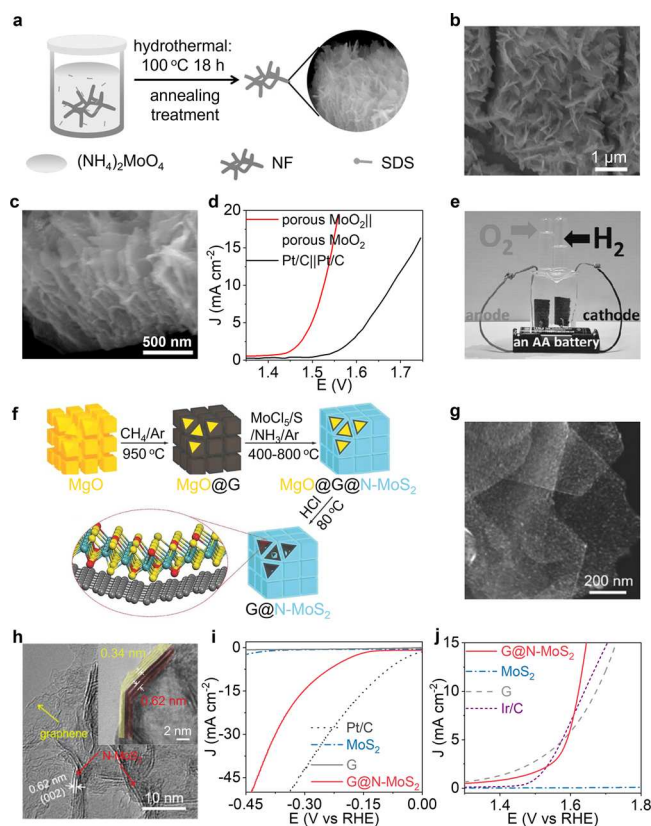 a
hydrothermal:
100 °C 18 h
annealing
treatment
(NH₄)₂MoO₄
NF
SDS
b
1 μm
c
500 nm
d
20
15
10
5
0
J (mA cm⁻²)
porous MoO₂||
porous MoO₂
Pt/C||Pt/C
1.4
1.5
1.6
1.7
E (V)
e
O₂
H₂
anode
cathode
an AA battery
f
CH₄/Ar
950 °C
MoCl₅/S
/NH₃/Ar
400-800 °C
MgO
MgO@G
MgO@G@N-MoS₂
HCl
80 °C
G@N-MoS₂
g
200 nm
h
0.34 nm
0.62 nm
2 nm
graphene
N-MoS₂
0.62 nm
(002)
10 nm
i
0
-15
-30
-45
J (mA cm⁻²)
Pt/C
MoS₂
G
G@N-MoS₂
-0.45
-0.30
-0.15
0.00
E (V vs RHE)
j
15
10
5
0
J (mA cm⁻²)
G@N-MoS₂
MoS₂
G
Ir/C
1.4
1.6
1.8
E (V vs RHE)